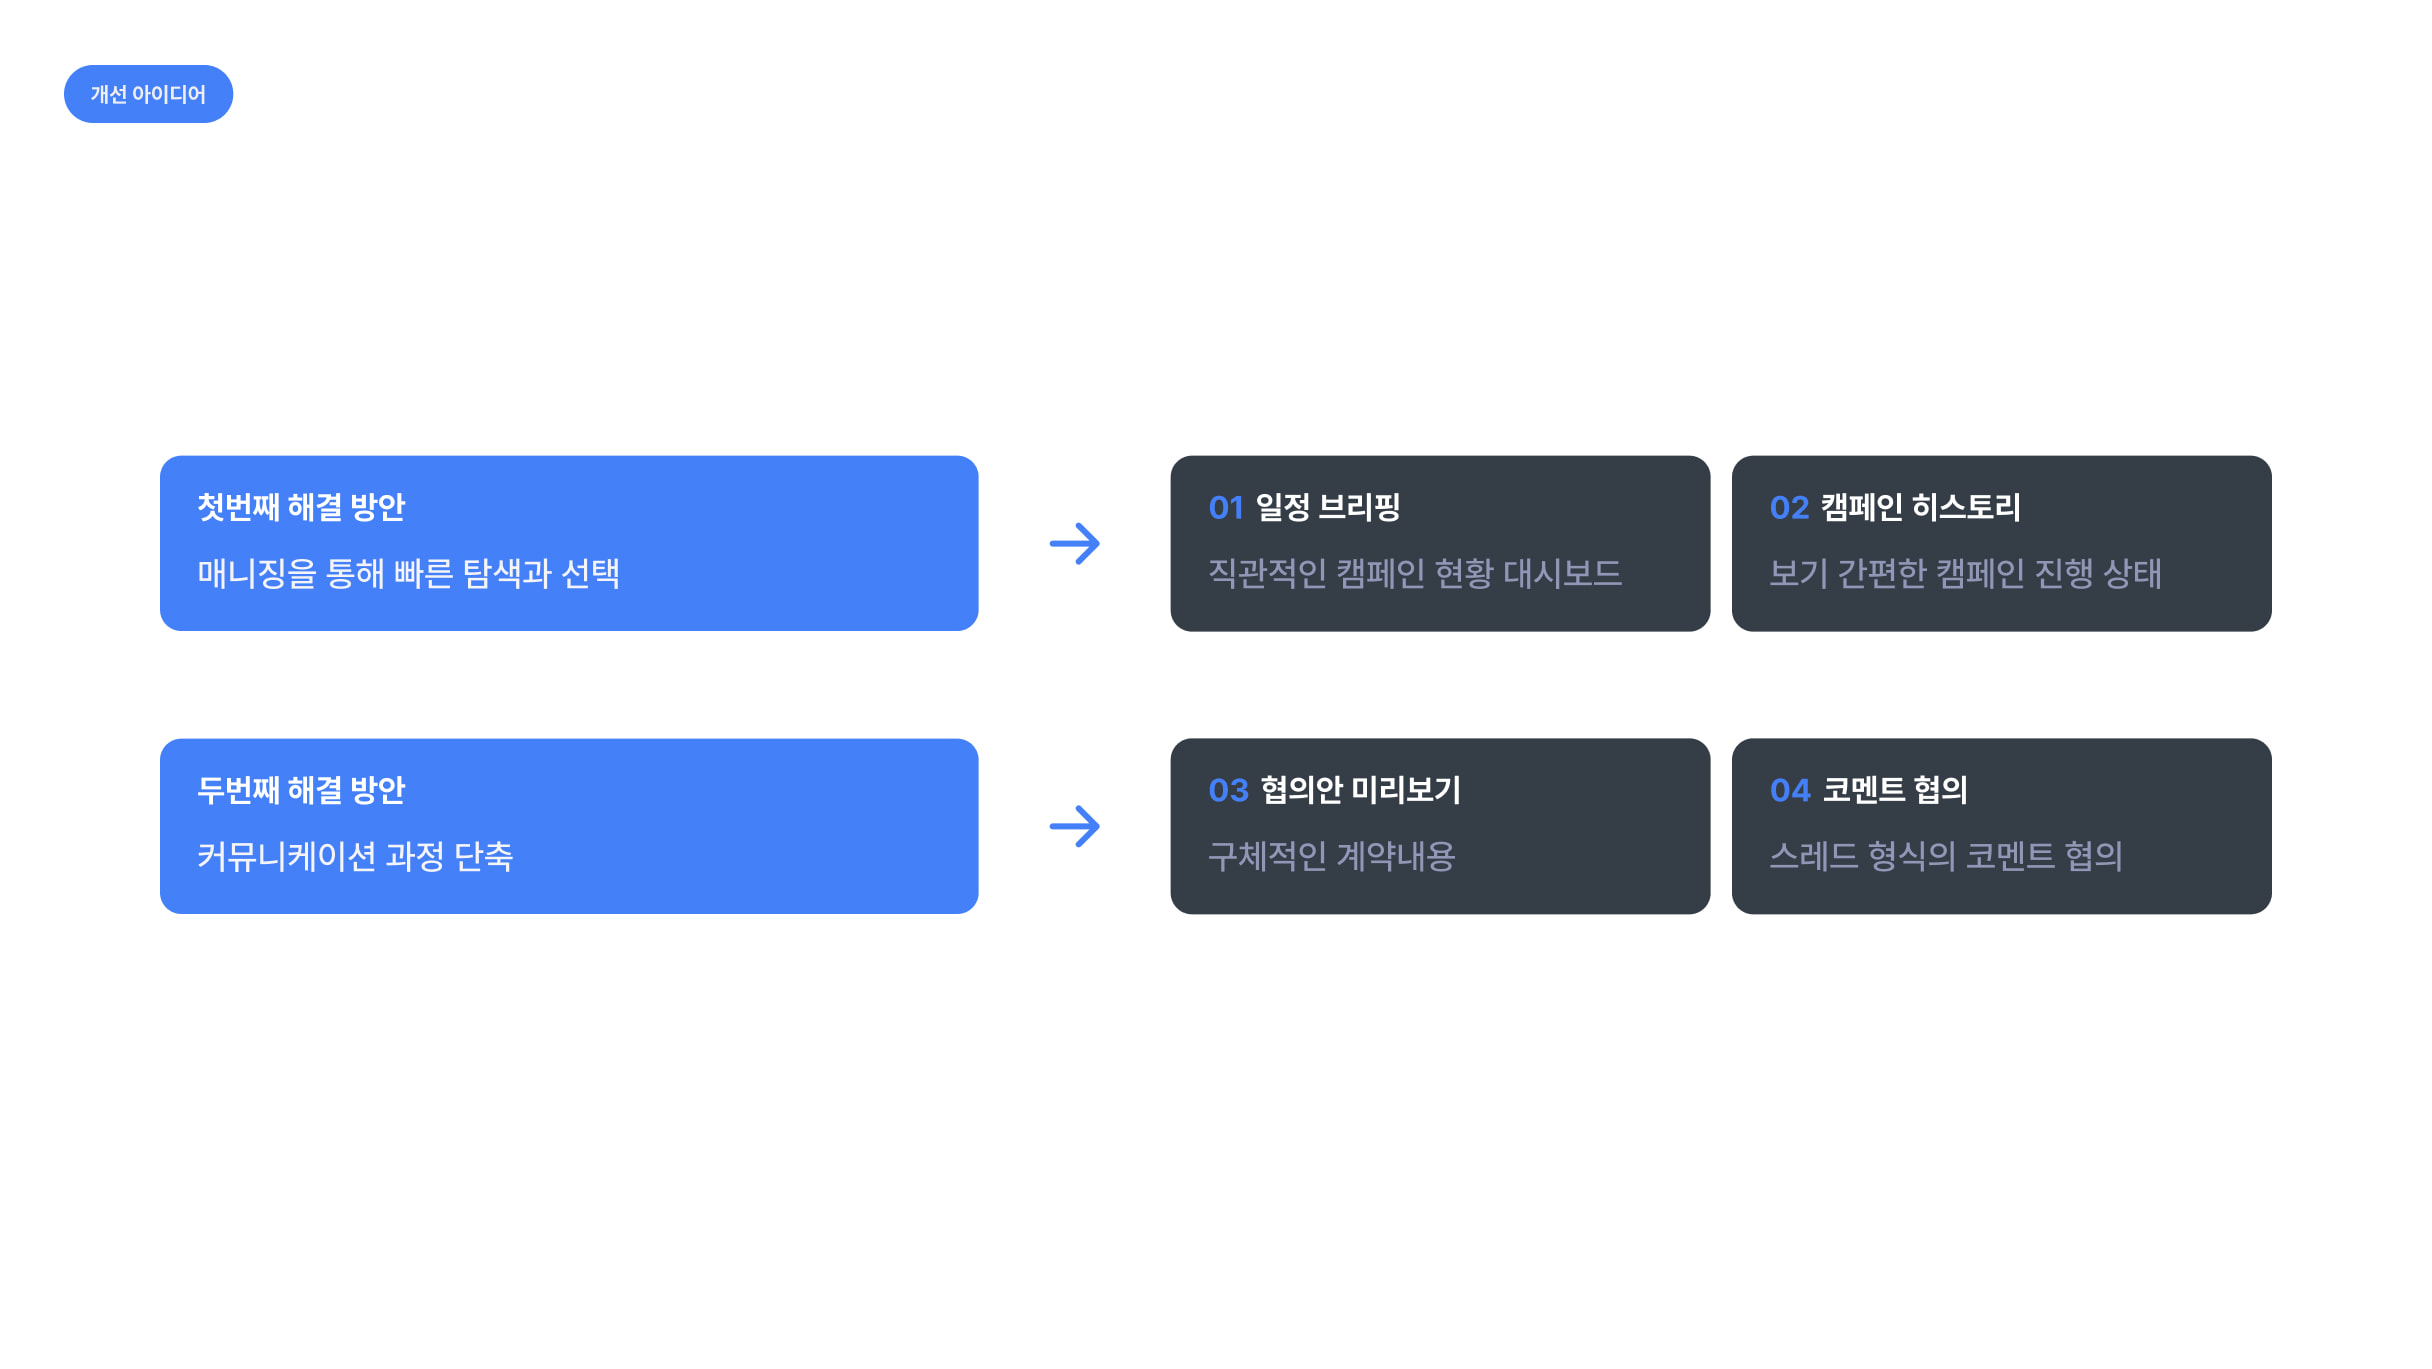 개선 아이디어
첫번째 해결 방안
매니징을 통해 빠른 탐색과 선택
01 일정 브리핑
직관적인 캠페인 현황 대시보드
02 캠페인 히스토리
보기 간편한 캠페인 진행 상태
두번째 해결 방안
커뮤니케이션 과정 단축
03 협의안 미리보기
구체적인 계약내용
04 코멘트 협의
스레드 형식의 코멘트 협의